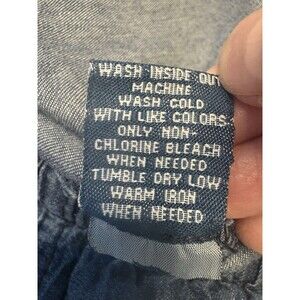 WASH INSIDE OUT
MACHINE
WASH COLD
WITH LIKE COLORS
ONLY NON-
CHLORINE BLEACH
WHEN NEEDED
TUMBLE DRY LOW
WARM IRON
WHEN NEEDED